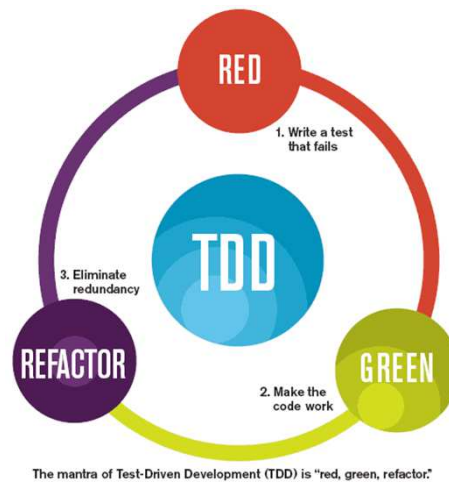 RED
1. Write a test
that fails
TDD
3. Eliminate
redundancy
REFACTOR
GREEN
2. Make the
code work
The mantra of Test-Driven Development (TDD) is “red, green, refactor.”